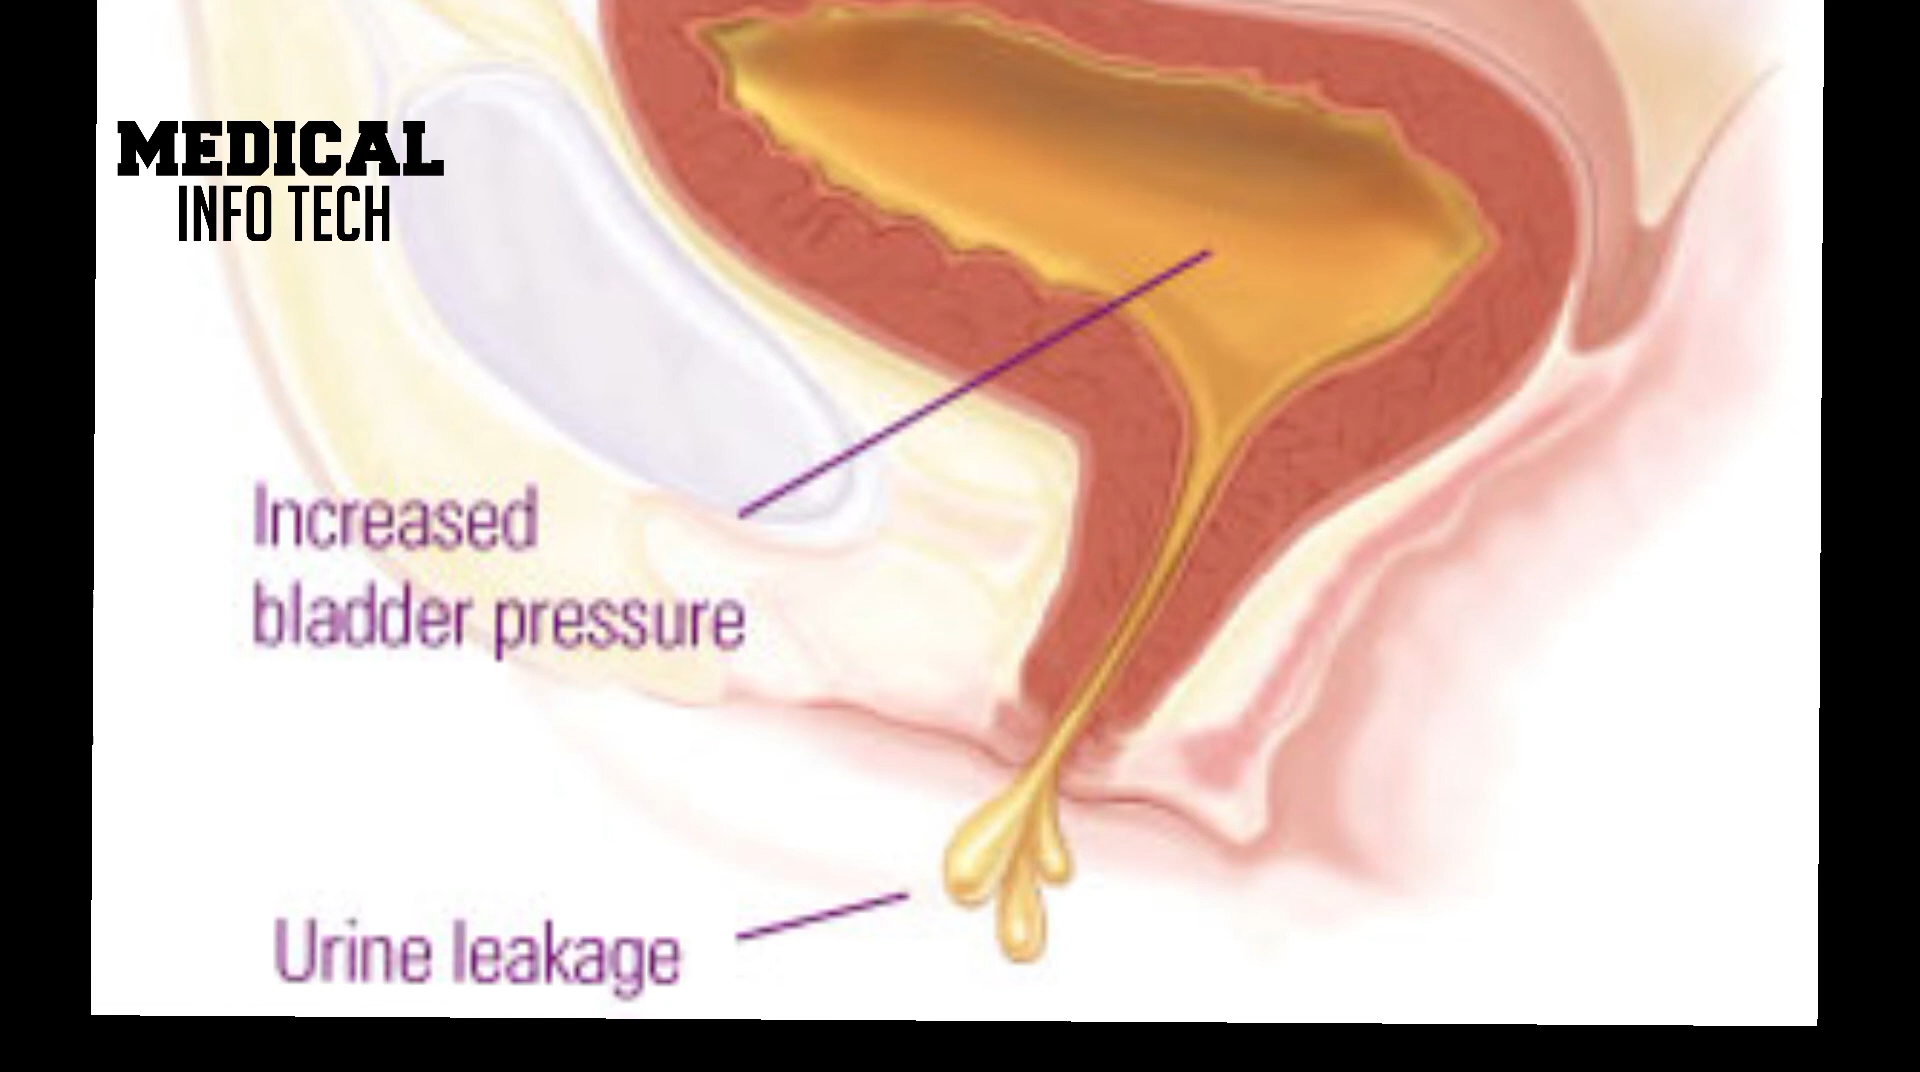 MEDICAL
INFO TECH
Increased
bladder pressure
Urine leakage